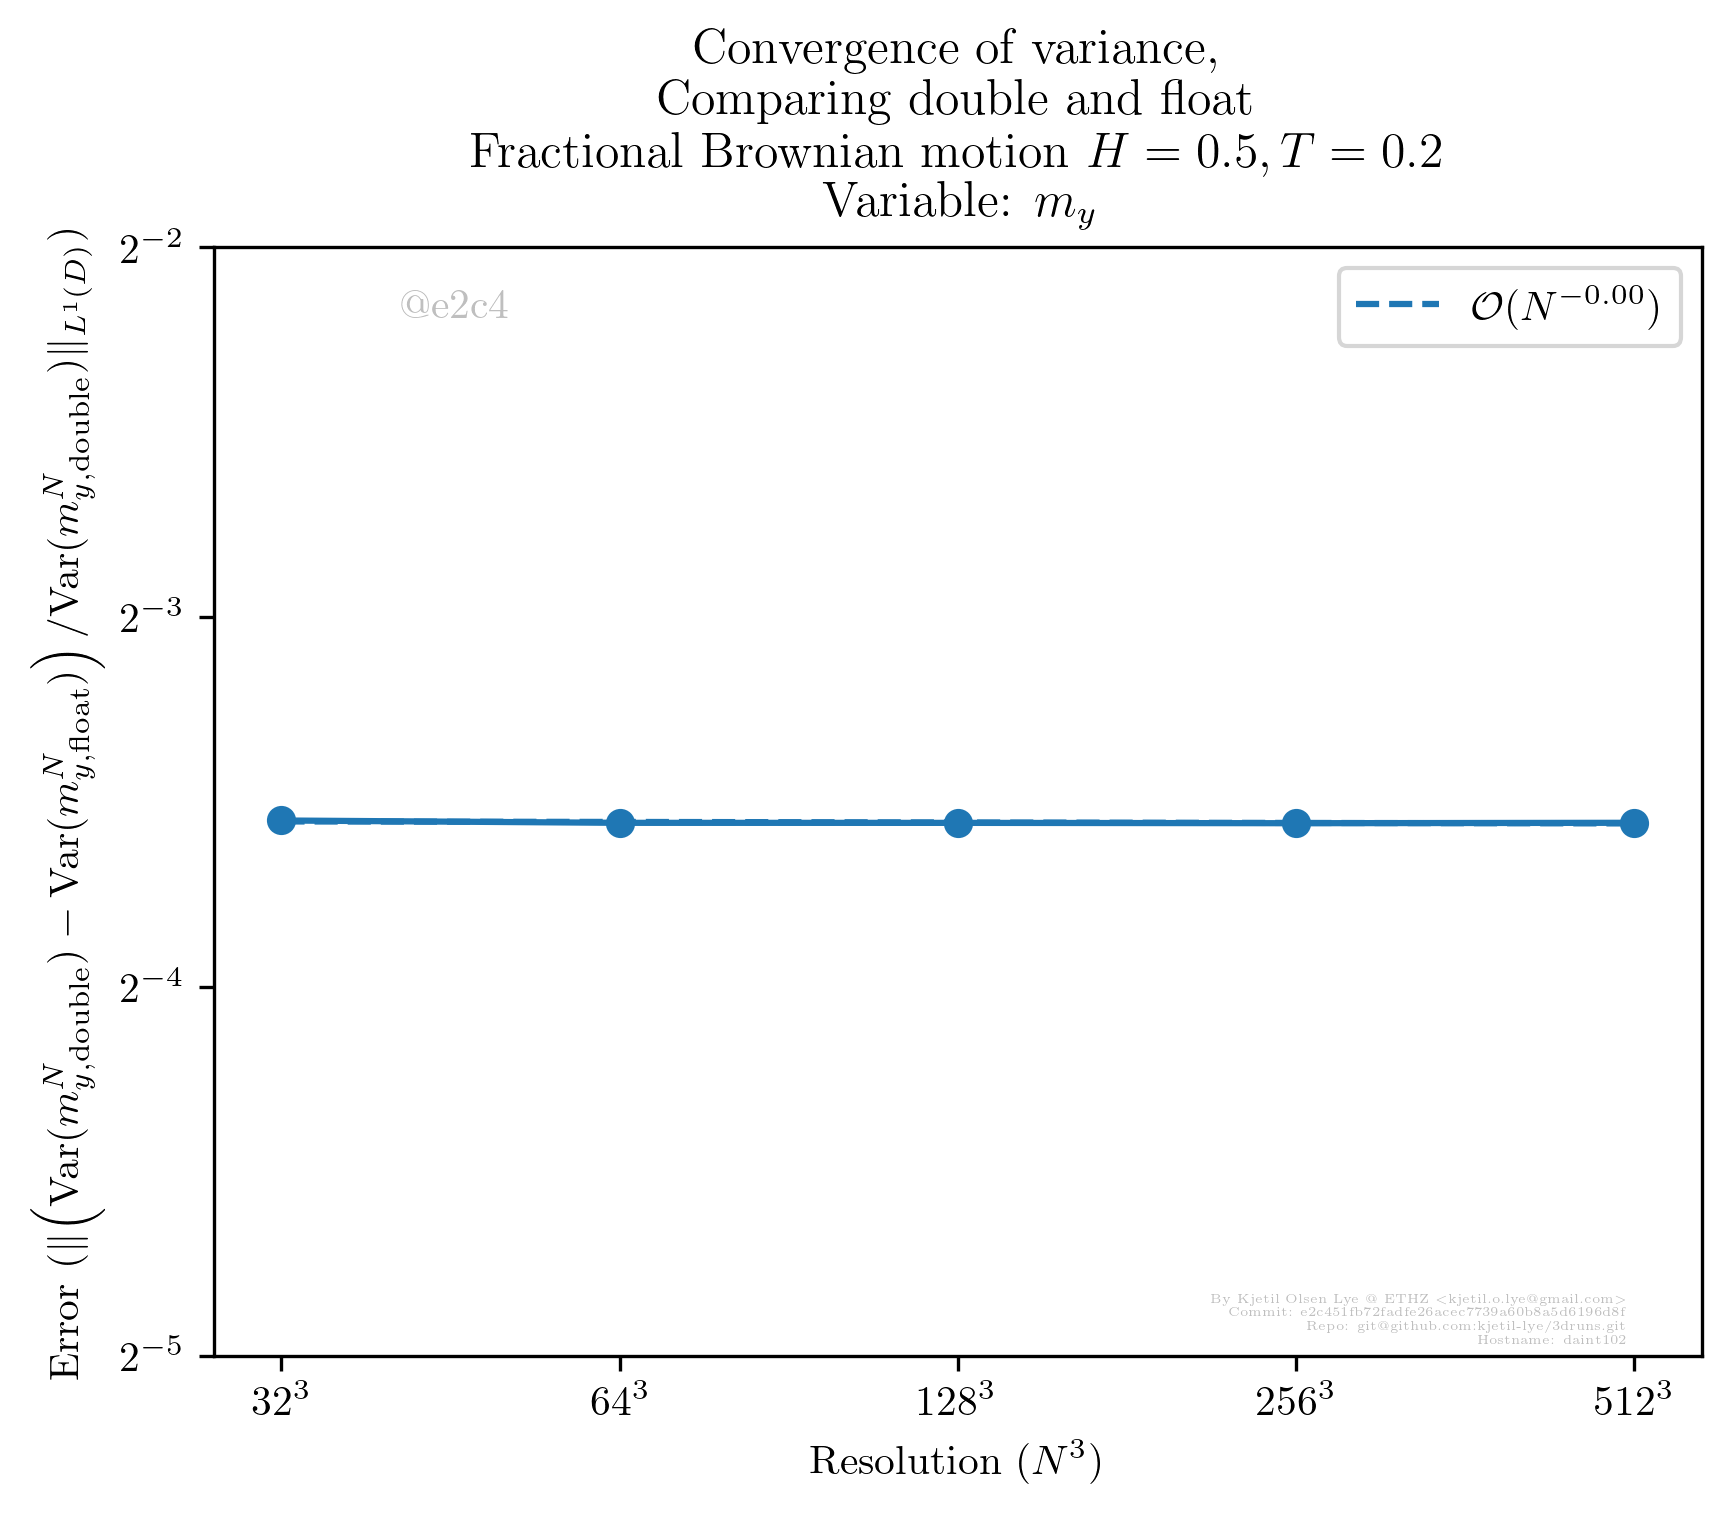 Convergence of variance,
Comparing double and float
Fractional Brownian motion $H = 0.5, T = 0.2$
Variable: $m_y$
Error $(\|\left(\mathrm{Var}(m^N_{y,\mathrm{double}}) - \mathrm{Var}(m^N_{y,\mathrm{float}})\right)/\mathrm{Var}(m^N_{y,\mathrm{double}})\|_{L^1(D)})$
$2^{-2}$
$2^{-3}$
$2^{-4}$
$2^{-5}$
@e2c4
$\mathcal{O}(N^{-0.00})$
By Kjetil Olsen Lye @ ETHZ <kjetil.o.lye@gmail.com>
Commit: e2c451fb72fadfe26acec7739a60b8a5d6196d8f
Repo: git@github.com:kjetil-lye/3druns.git
Hostname: daint102
$32^3$ $64^3$ $128^3$ $256^3$ $512^3$
Resolution $(N^3)$